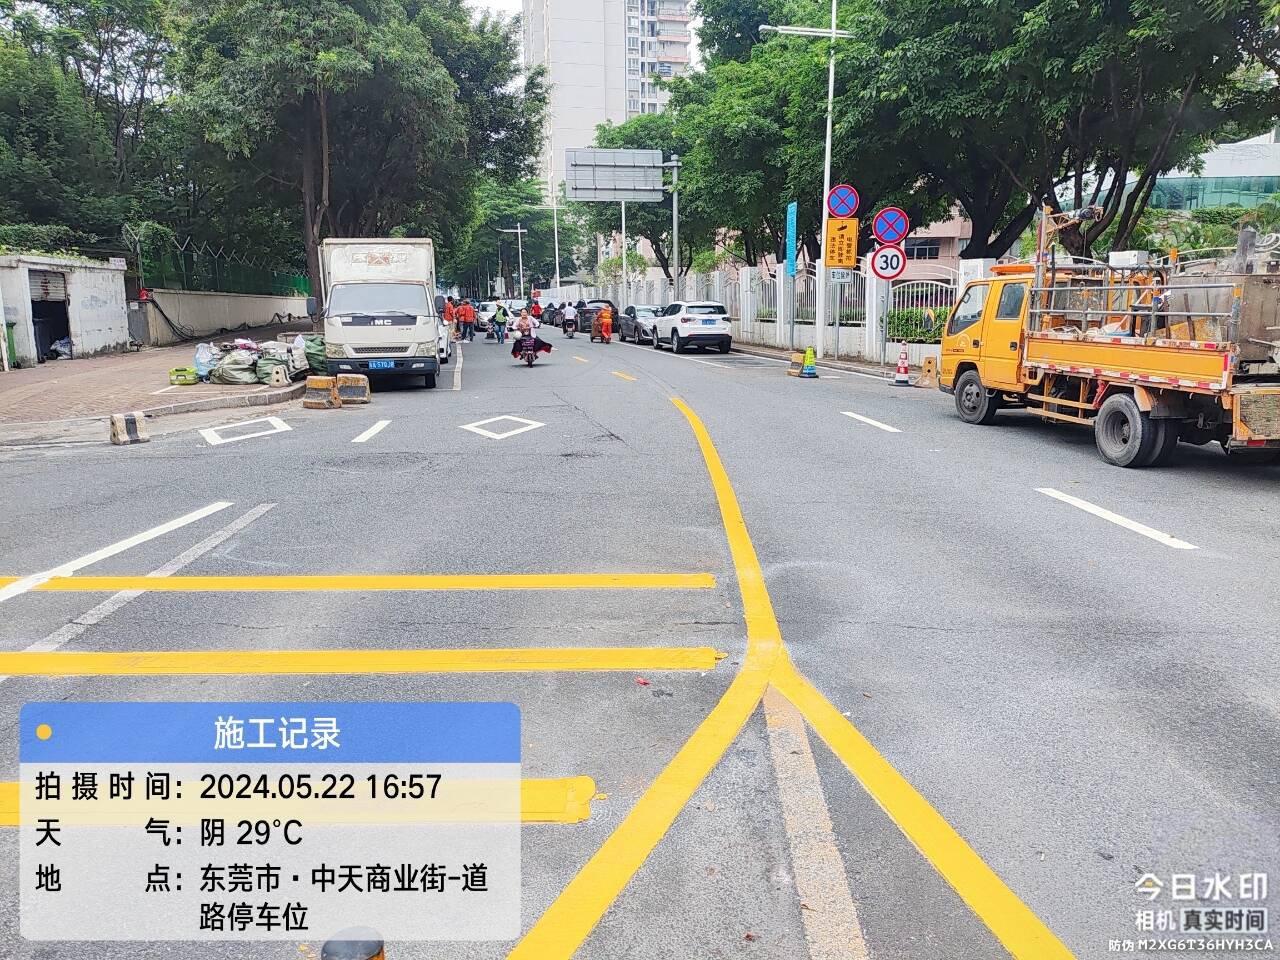 30
施工记录
拍摄时间：2024.05.22 16:57
天气：阴 29°C
地点：东莞市·中天商业街-道
路停车位
今日水印
相机 真实时间
防伪 M2XG6T36HYH3CA